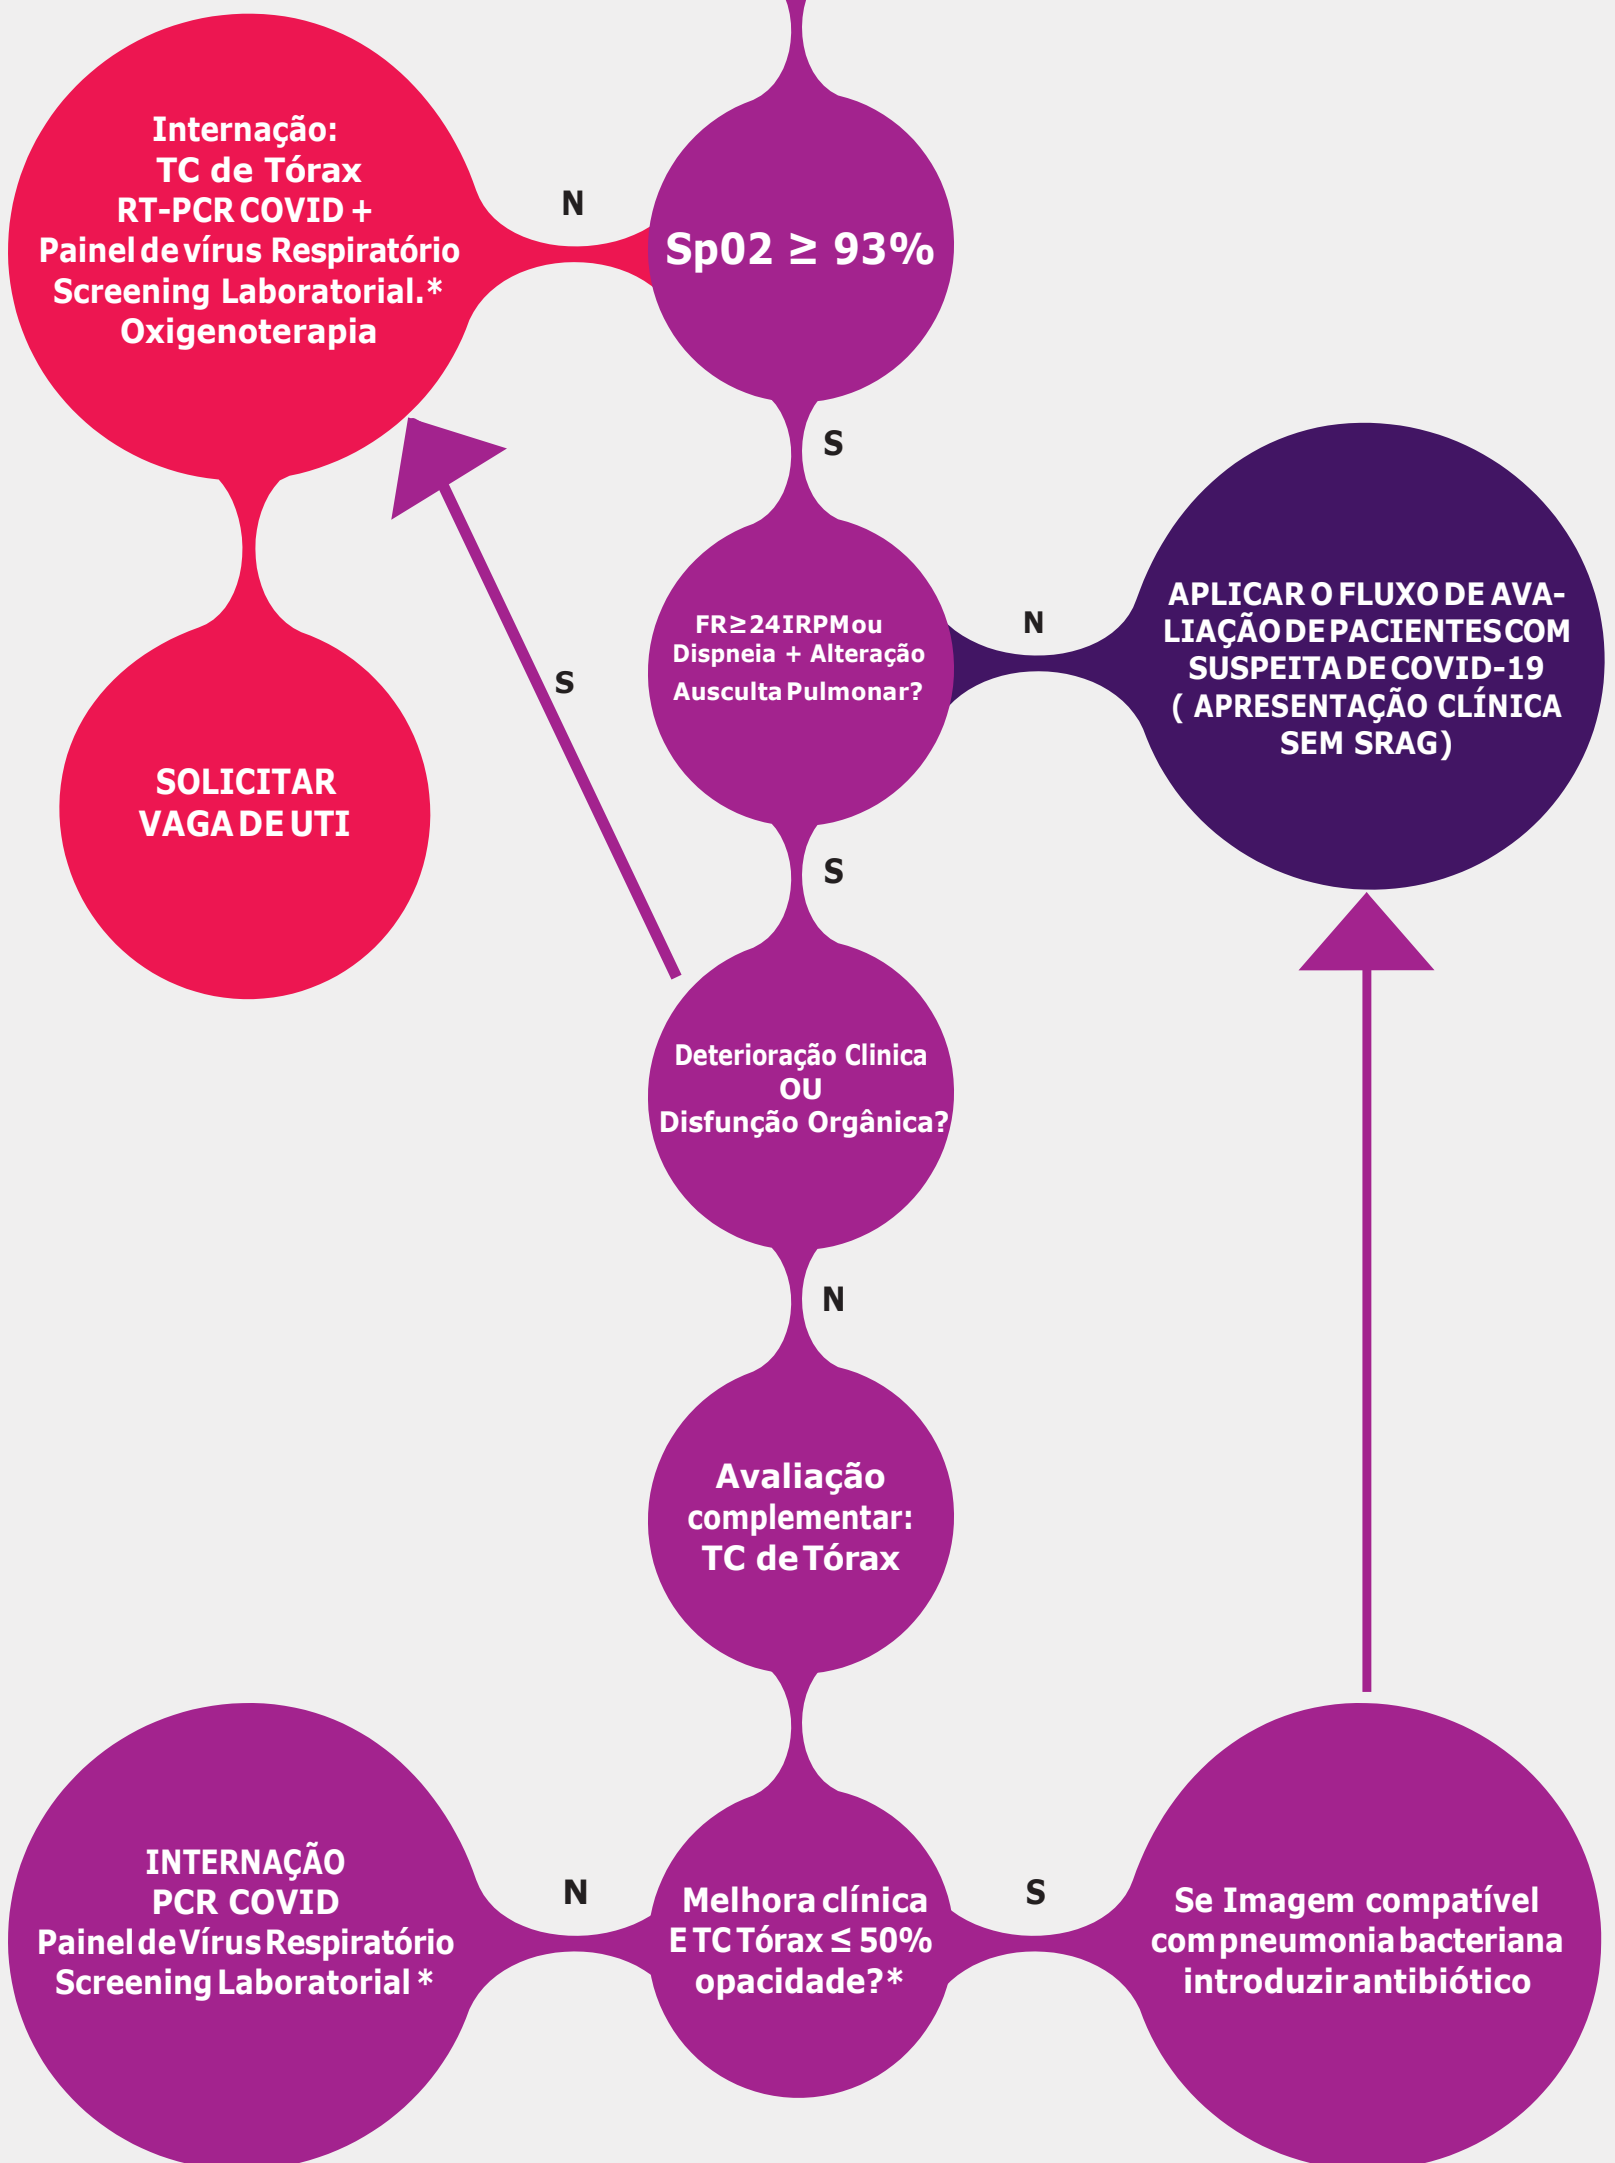 Internação:
TC de Tórax
RT-PCR COVID +
Painel de vírus Respiratório
Screening Laboratorial.*
Oxigenoterapia
N
Sp02 ≥ 93%
S
SOLICITAR
VAGA DE UTI
S
FR ≥ 24 IRPM ou
Dispneia + Alteração
Ausculta Pulmonar?
N
APLICAR O FLUXO DE AVA-
LIAÇÃO DE PACIENTES COM
SUSPEITA DE COVID-19
( APRESENTAÇÃO CLÍNICA
SEM SRAG)
S
Deterioração Clinica
OU
Disfunção Orgânica?
N
Avaliação
complementar:
TC de Tórax
INTERNAÇÃO
PCR COVID
Painel de Vírus Respiratório
Screening Laboratorial *
N
Melhora clínica
E TC Tórax ≤ 50%
opacidade?*
S
Se Imagem compatível
com pneumonia bacteriana
introduzir antibiótico